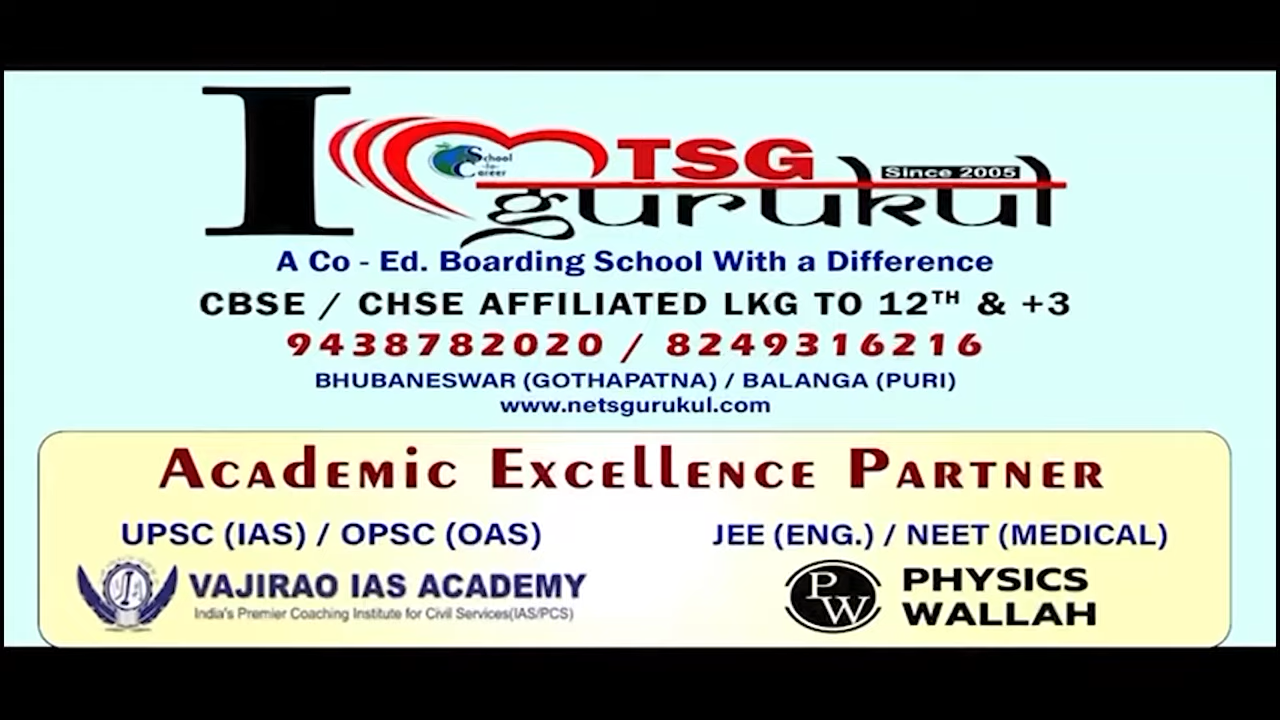 I TSG gurukul
School -to- Career
Since 2005
A Co - Ed. Boarding School With a Difference
CBSE / CHSE AFFILIATED LKG TO 12TH & +3
9438782020 / 8249316216
BHUBANESWAR (GOTHAPATNA) / BALANGA (PURI)
www.netsgurukul.com
Academic Excellence Partner
UPSC (IAS) / OPSC (OAS)
VAJIRAO IAS ACADEMY
India's Premier Coaching Institute for Civil Services(IAS/PCS)
JEE (ENG.) / NEET (MEDICAL)
PW
PHYSICS
WALLAH